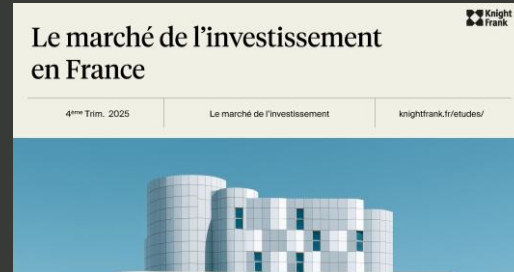 Knight
Frank
Le marché de l'investissement
en France
4ème Trim. 2025
Le marché de l'investissement
knightfrank.fr/etudes/